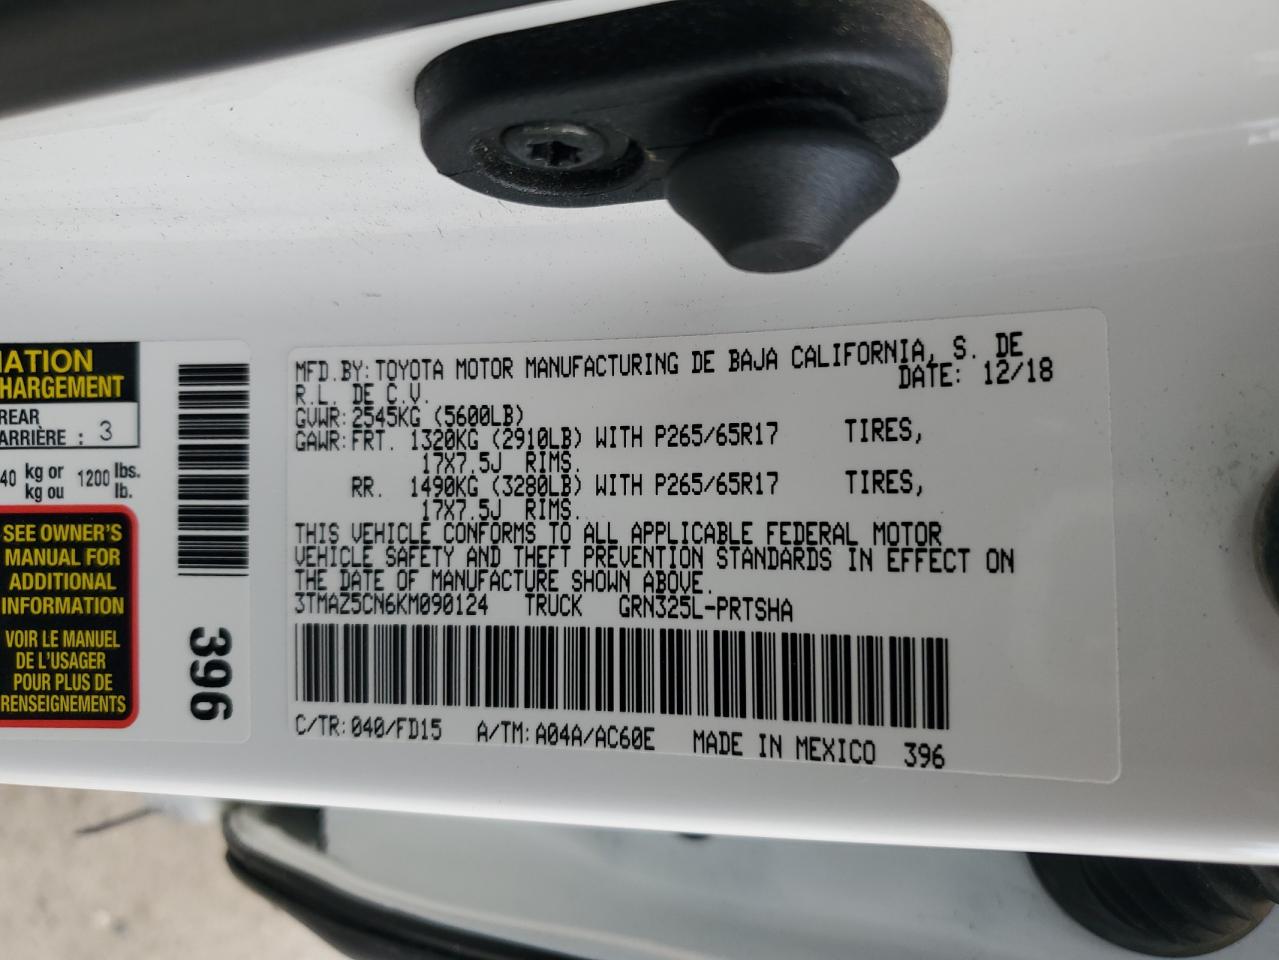 MFD.BY:TOYOTA MOTOR MANUFACTURING DE BAJA CALIFORNIA, S. DE
R.L. DE C.V. DATE: 12/18
GVWR:2545KG (5600LB)
GAWR:FRT. 1320KG (2910LB) WITH P265/65R17 TIRES,
17X7.5J RIMS.
RR. 1490KG (3280LB) WITH P265/65R17 TIRES,
17X7.5J RIMS.
THIS VEHICLE CONFORMS TO ALL APPLICABLE FEDERAL MOTOR
VEHICLE SAFETY AND THEFT PREVENTION STANDARDS IN EFFECT ON
THE DATE OF MANUFACTURE SHOWN ABOVE.
3TMAZ5CN6KM090124 TRUCK GRN325L-PRTSHA
C/TR:040/FD15 A/TM:A04A/AC60E MADE IN MEXICO 396
REAR
ARRIÈRE : 3
40 kg or 1200 lbs.
kg ou lb.
SEE OWNER'S
MANUAL FOR
ADDITIONAL
INFORMATION
VOIR LE MANUEL
DE L'USAGER
POUR PLUS DE
RENSEIGNEMENTS
396